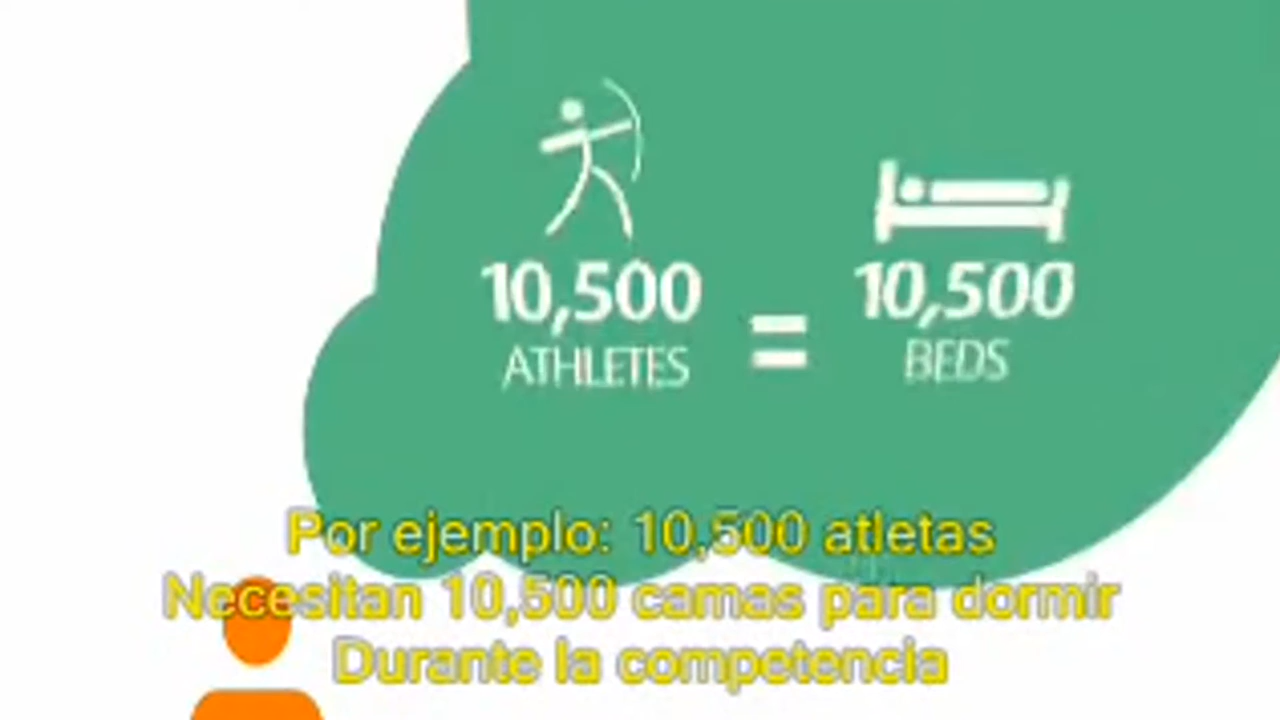 10,500
ATHLETES
=
10,500
BEDS
Por ejemplo: 10,500 atletas
Necesitan 10,500 camas para dormir
Durante la competencia